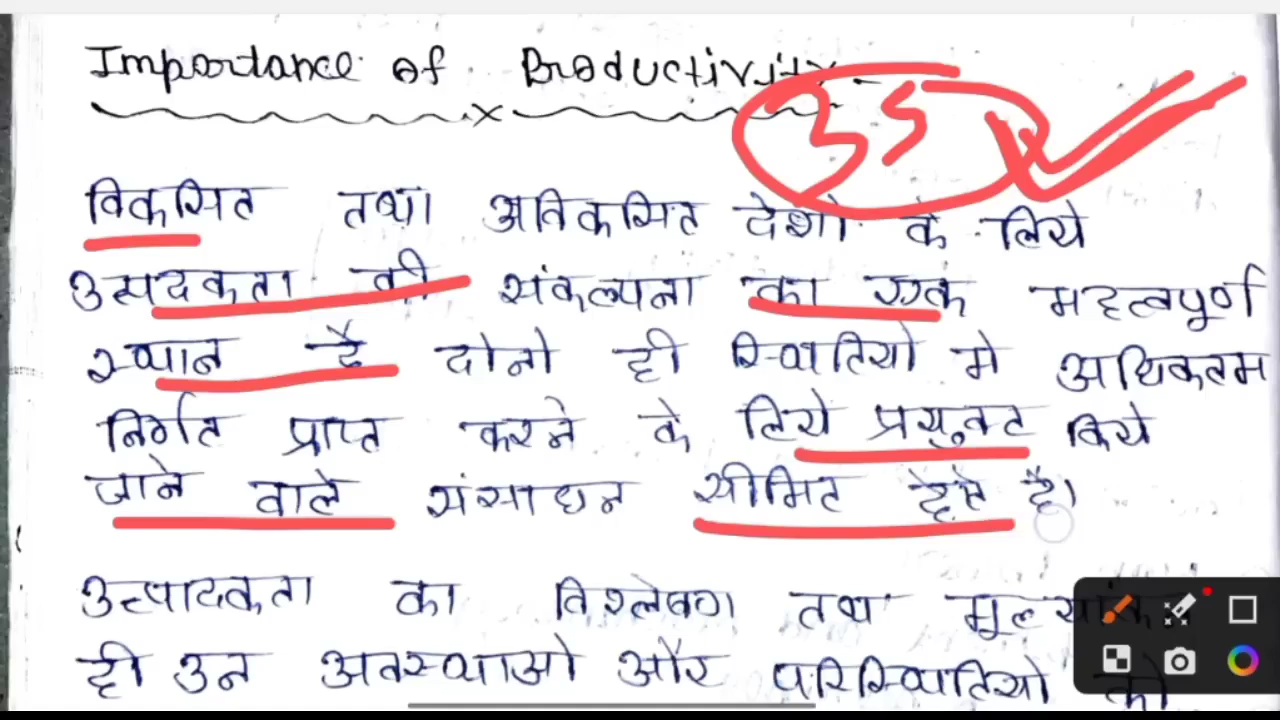 Importance of Productivity -
35
विकसित तथा अविकसित देशो के लिये
उत्पादकता की संकल्पना का एक महत्वपूर्ण
स्थान है दोनो ही स्थितियो मे अधिकतम
निर्गत प्राप्त करने के लिये प्रयुक्त किये
जाने वाले संसाधन सीमित होते है।
उत्पादकता का विश्लेषण तथा
ही उन अवस्थाओ और परिस्थितियो को